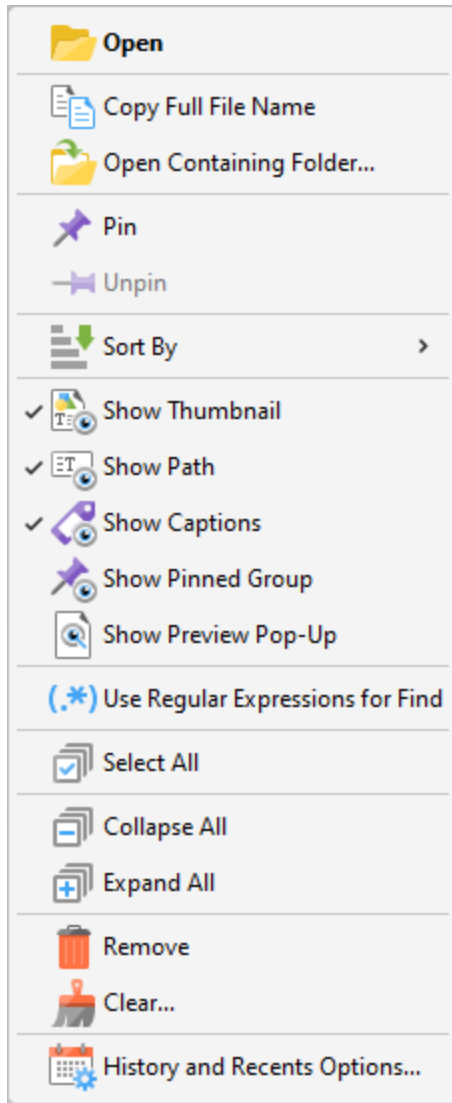 Open
Copy Full File Name
Open Containing Folder...
Pin
Unpin
Sort By
Show Thumbnail
Show Path
Show Captions
Show Pinned Group
Show Preview Pop-Up
(.*) Use Regular Expressions for Find
Select All
Collapse All
Expand All
Remove
Clear...
History and Recents Options...